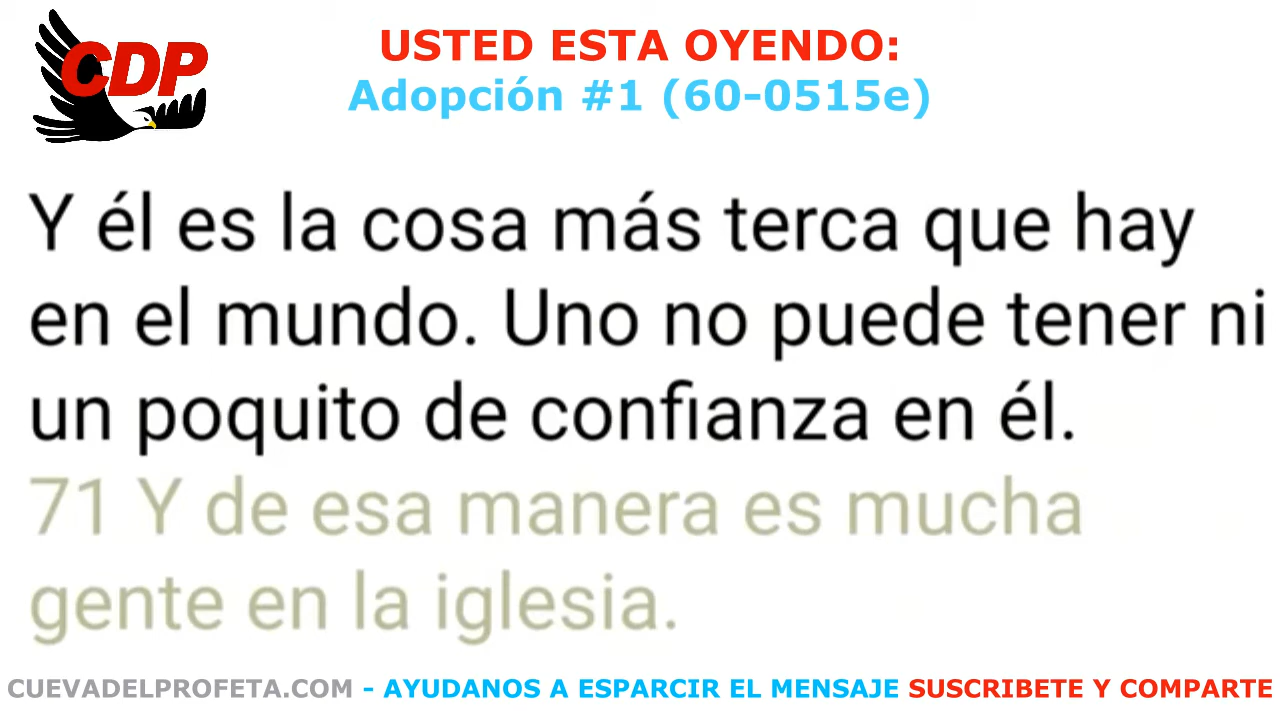 CDP
USTED ESTA OYENDO:
Adopción #1 (60-0515e)
Y él es la cosa más terca que hay
en el mundo. Uno no puede tener ni
un poquito de confianza en él.
71 Y de esa manera es mucha
gente en la iglesia.
CUEVADELPROFETA.COM - AYUDANOS A ESPARCIR EL MENSAJE SUSCRIBETE Y COMPARTE